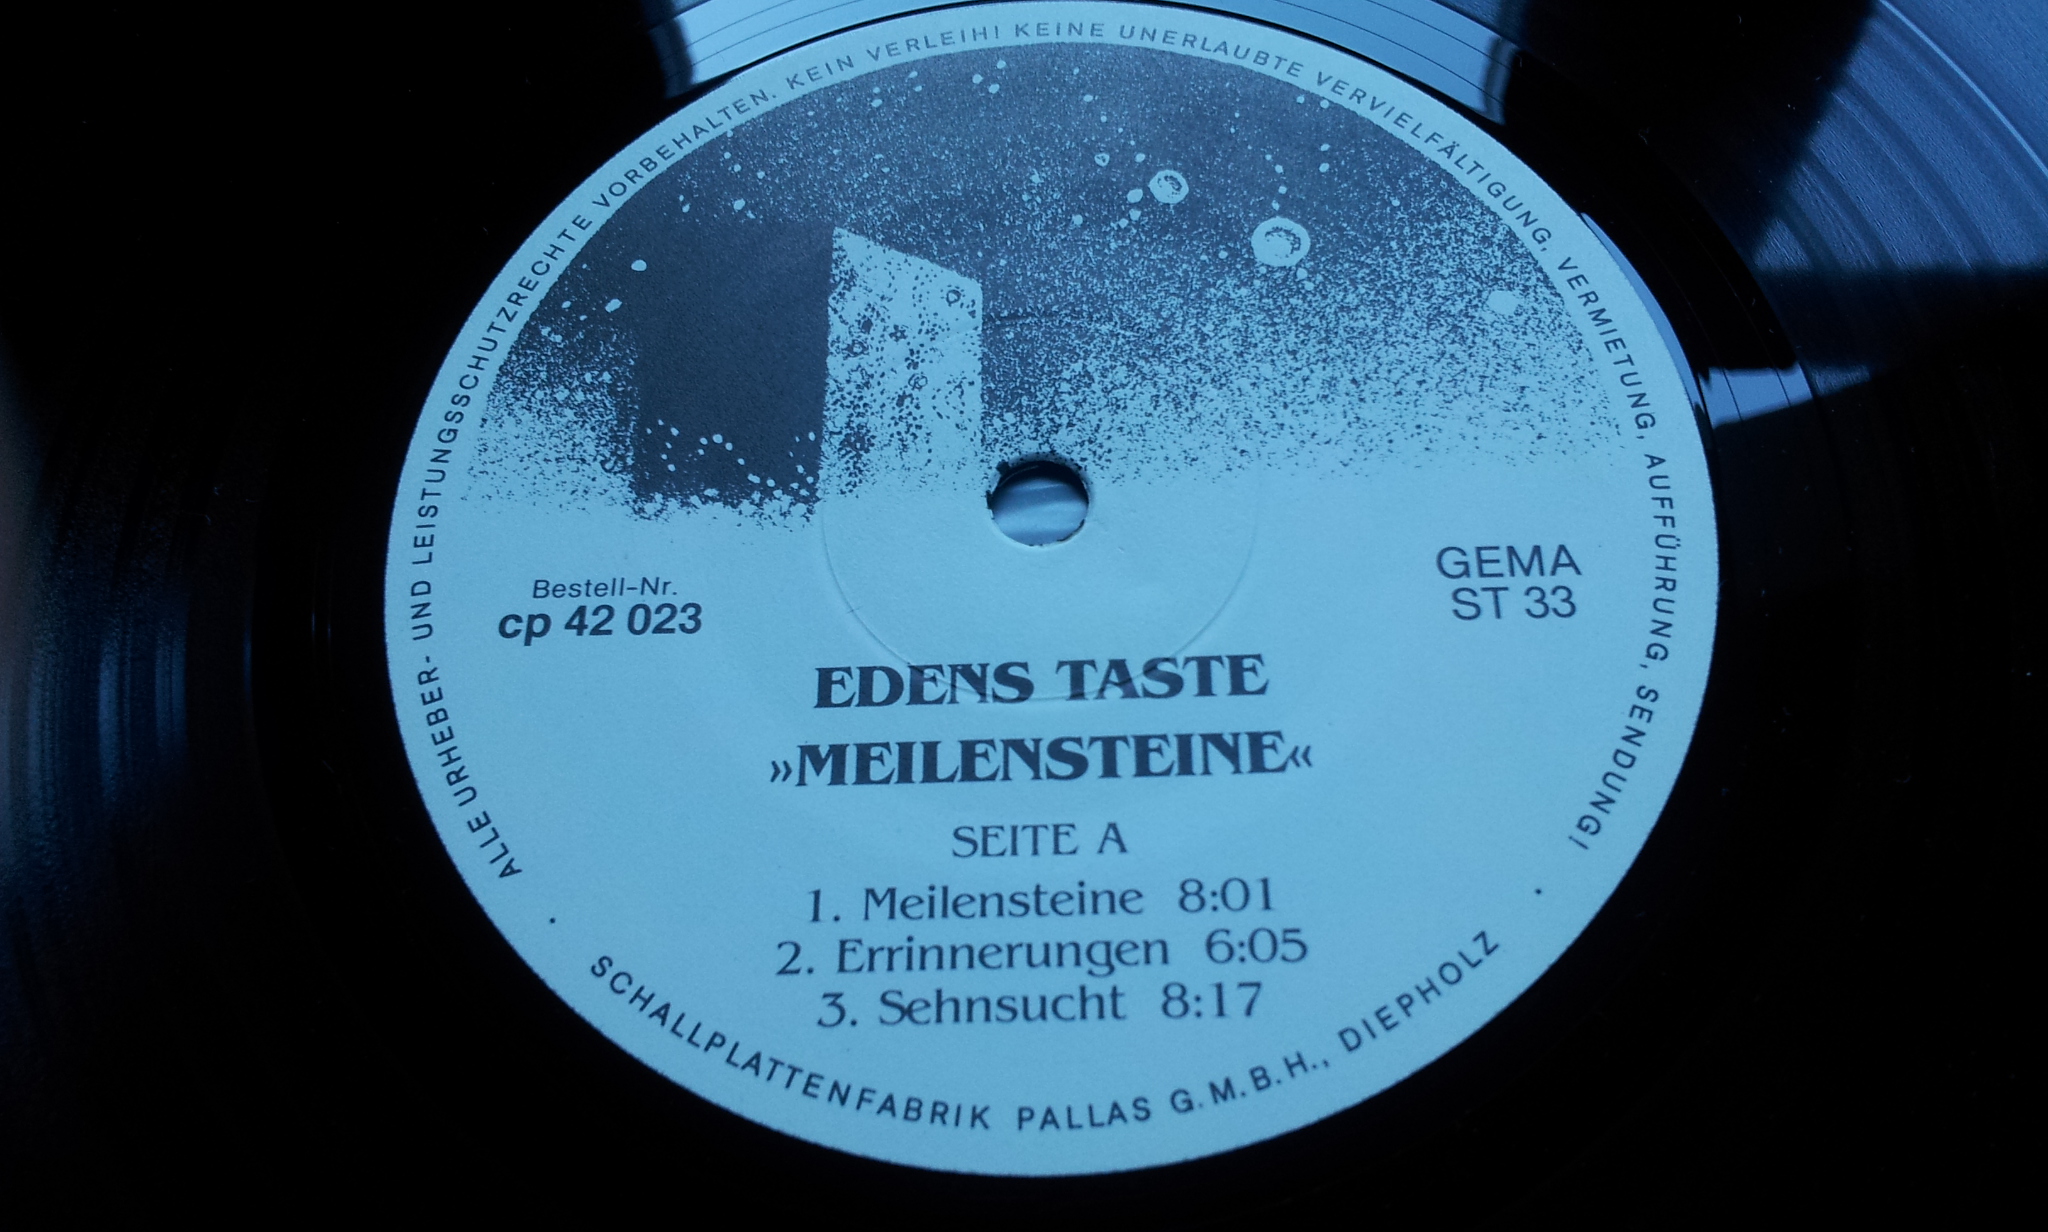 ALLE URHEBER- UND LEISTUNGSSCHUTZRECHTE VORBEHALTEN. KEIN VERLEIH! KEINE UNERLAUBTE VERVIELFÄLTIGUNG, VERMIETUNG, AUFFÜHRUNG, SENDUNG!
Bestell-Nr.
cp 42 023
GEMA
ST 33
EDENS TASTE
»MEILENSTEINE«
SEITE A
1. Meilensteine 8:01
2. Errinnerungen 6:05
3. Sehnsucht 8:17
SCHALLPLATTENFABRIK PALLAS G.M.B.H., DIEPHOLZ